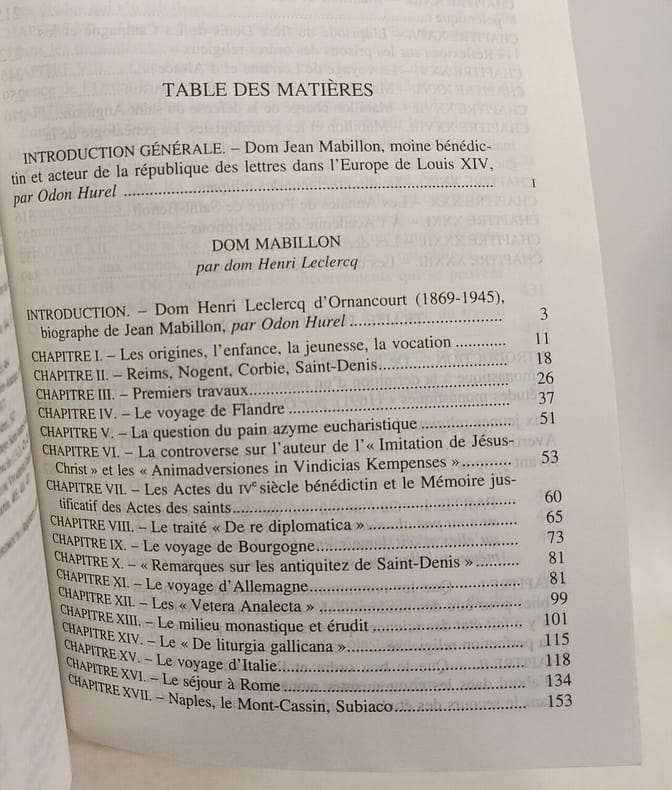 TABLE DES MATIÈRES
INTRODUCTION GÉNÉRALE. – Dom Jean Mabillon, moine bénédic-
tin et acteur de la république des lettres dans l'Europe de Louis XIV,
par Odon Hurel ... I
DOM MABILLON
par dom Henri Leclercq
INTRODUCTION. – Dom Henri Leclercq d'Ornancourt (1869-1945),
biographe de Jean Mabillon, par Odon Hurel ... 3
CHAPITRE I. – Les origines, l'enfance, la jeunesse, la vocation ... 11
CHAPITRE II. – Reims, Nogent, Corbie, Saint-Denis ... 18
CHAPITRE III. – Premiers travaux ... 26
CHAPITRE IV. – Le voyage de Flandre ... 37
CHAPITRE V. – La question du pain azyme eucharistique ... 51
CHAPITRE VI. – La controverse sur l'auteur de l'« Imitation de Jésus-
Christ » et les « Animadversiones in Vindicias Kempenses » ... 53
CHAPITRE VII. – Les Actes du IVe siècle bénédictin et le Mémoire jus-
tificatif des Actes des saints ... 60
CHAPITRE VIII. – Le traité « De re diplomatica » ... 65
CHAPITRE IX. – Le voyage de Bourgogne ... 73
CHAPITRE X. – « Remarques sur les antiquitez de Saint-Denis » ... 81
CHAPITRE XI. – Le voyage d'Allemagne ... 81
CHAPITRE XII. – Les « Vetera Analecta » ... 99
CHAPITRE XIII. – Le milieu monastique et érudit ... 101
CHAPITRE XIV. – Le « De liturgia gallicana » ... 115
CHAPITRE XV. – Le voyage d'Italie ... 118
CHAPITRE XVI. – Le séjour à Rome ... 134
CHAPITRE XVII. – Naples, le Mont-Cassin, Subiaco ... 153